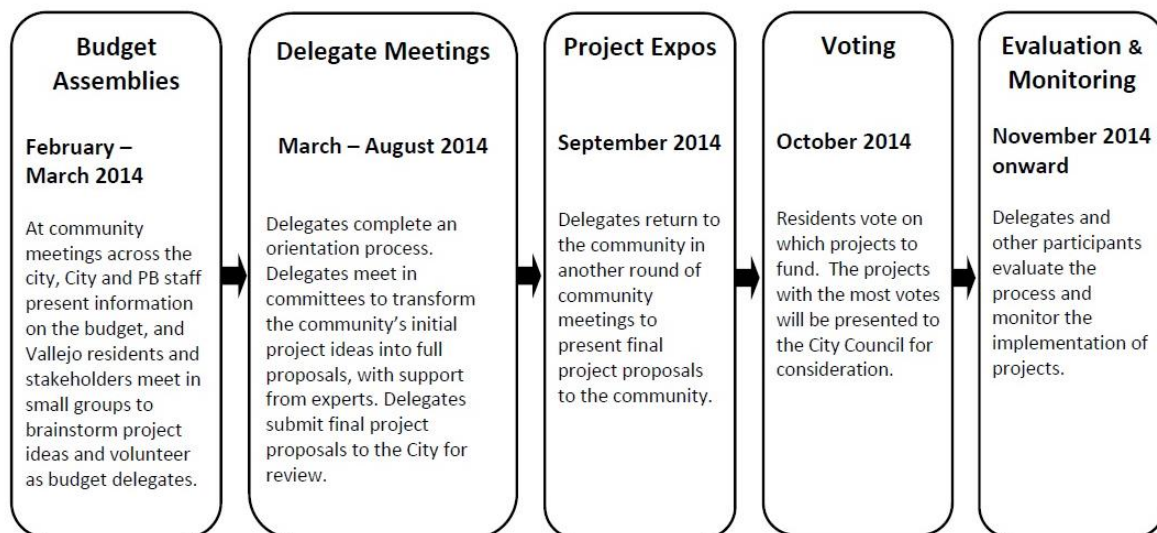 Budget
Assemblies
February –
March 2014
At community
meetings across the
city, City and PB staff
present information
on the budget, and
Vallejo residents and
stakeholders meet in
small groups to
brainstorm project
ideas and volunteer
as budget delegates.
Delegate Meetings
March – August 2014
Delegates complete an
orientation process.
Delegates meet in
committees to transform
the community's initial
project ideas into full
proposals, with support
from experts. Delegates
submit final project
proposals to the City for
review.
Project Expos
September 2014
Delegates return to
the community in
another round of
community
meetings to
present final
project proposals
to the community.
Voting
October 2014
Residents vote on
which projects to
fund.  The projects
with the most votes
will be presented to
the City Council for
consideration.
Evaluation &
Monitoring
November 2014
onward
Delegates and
other participants
evaluate the
process and
monitor the
implementation of
projects.